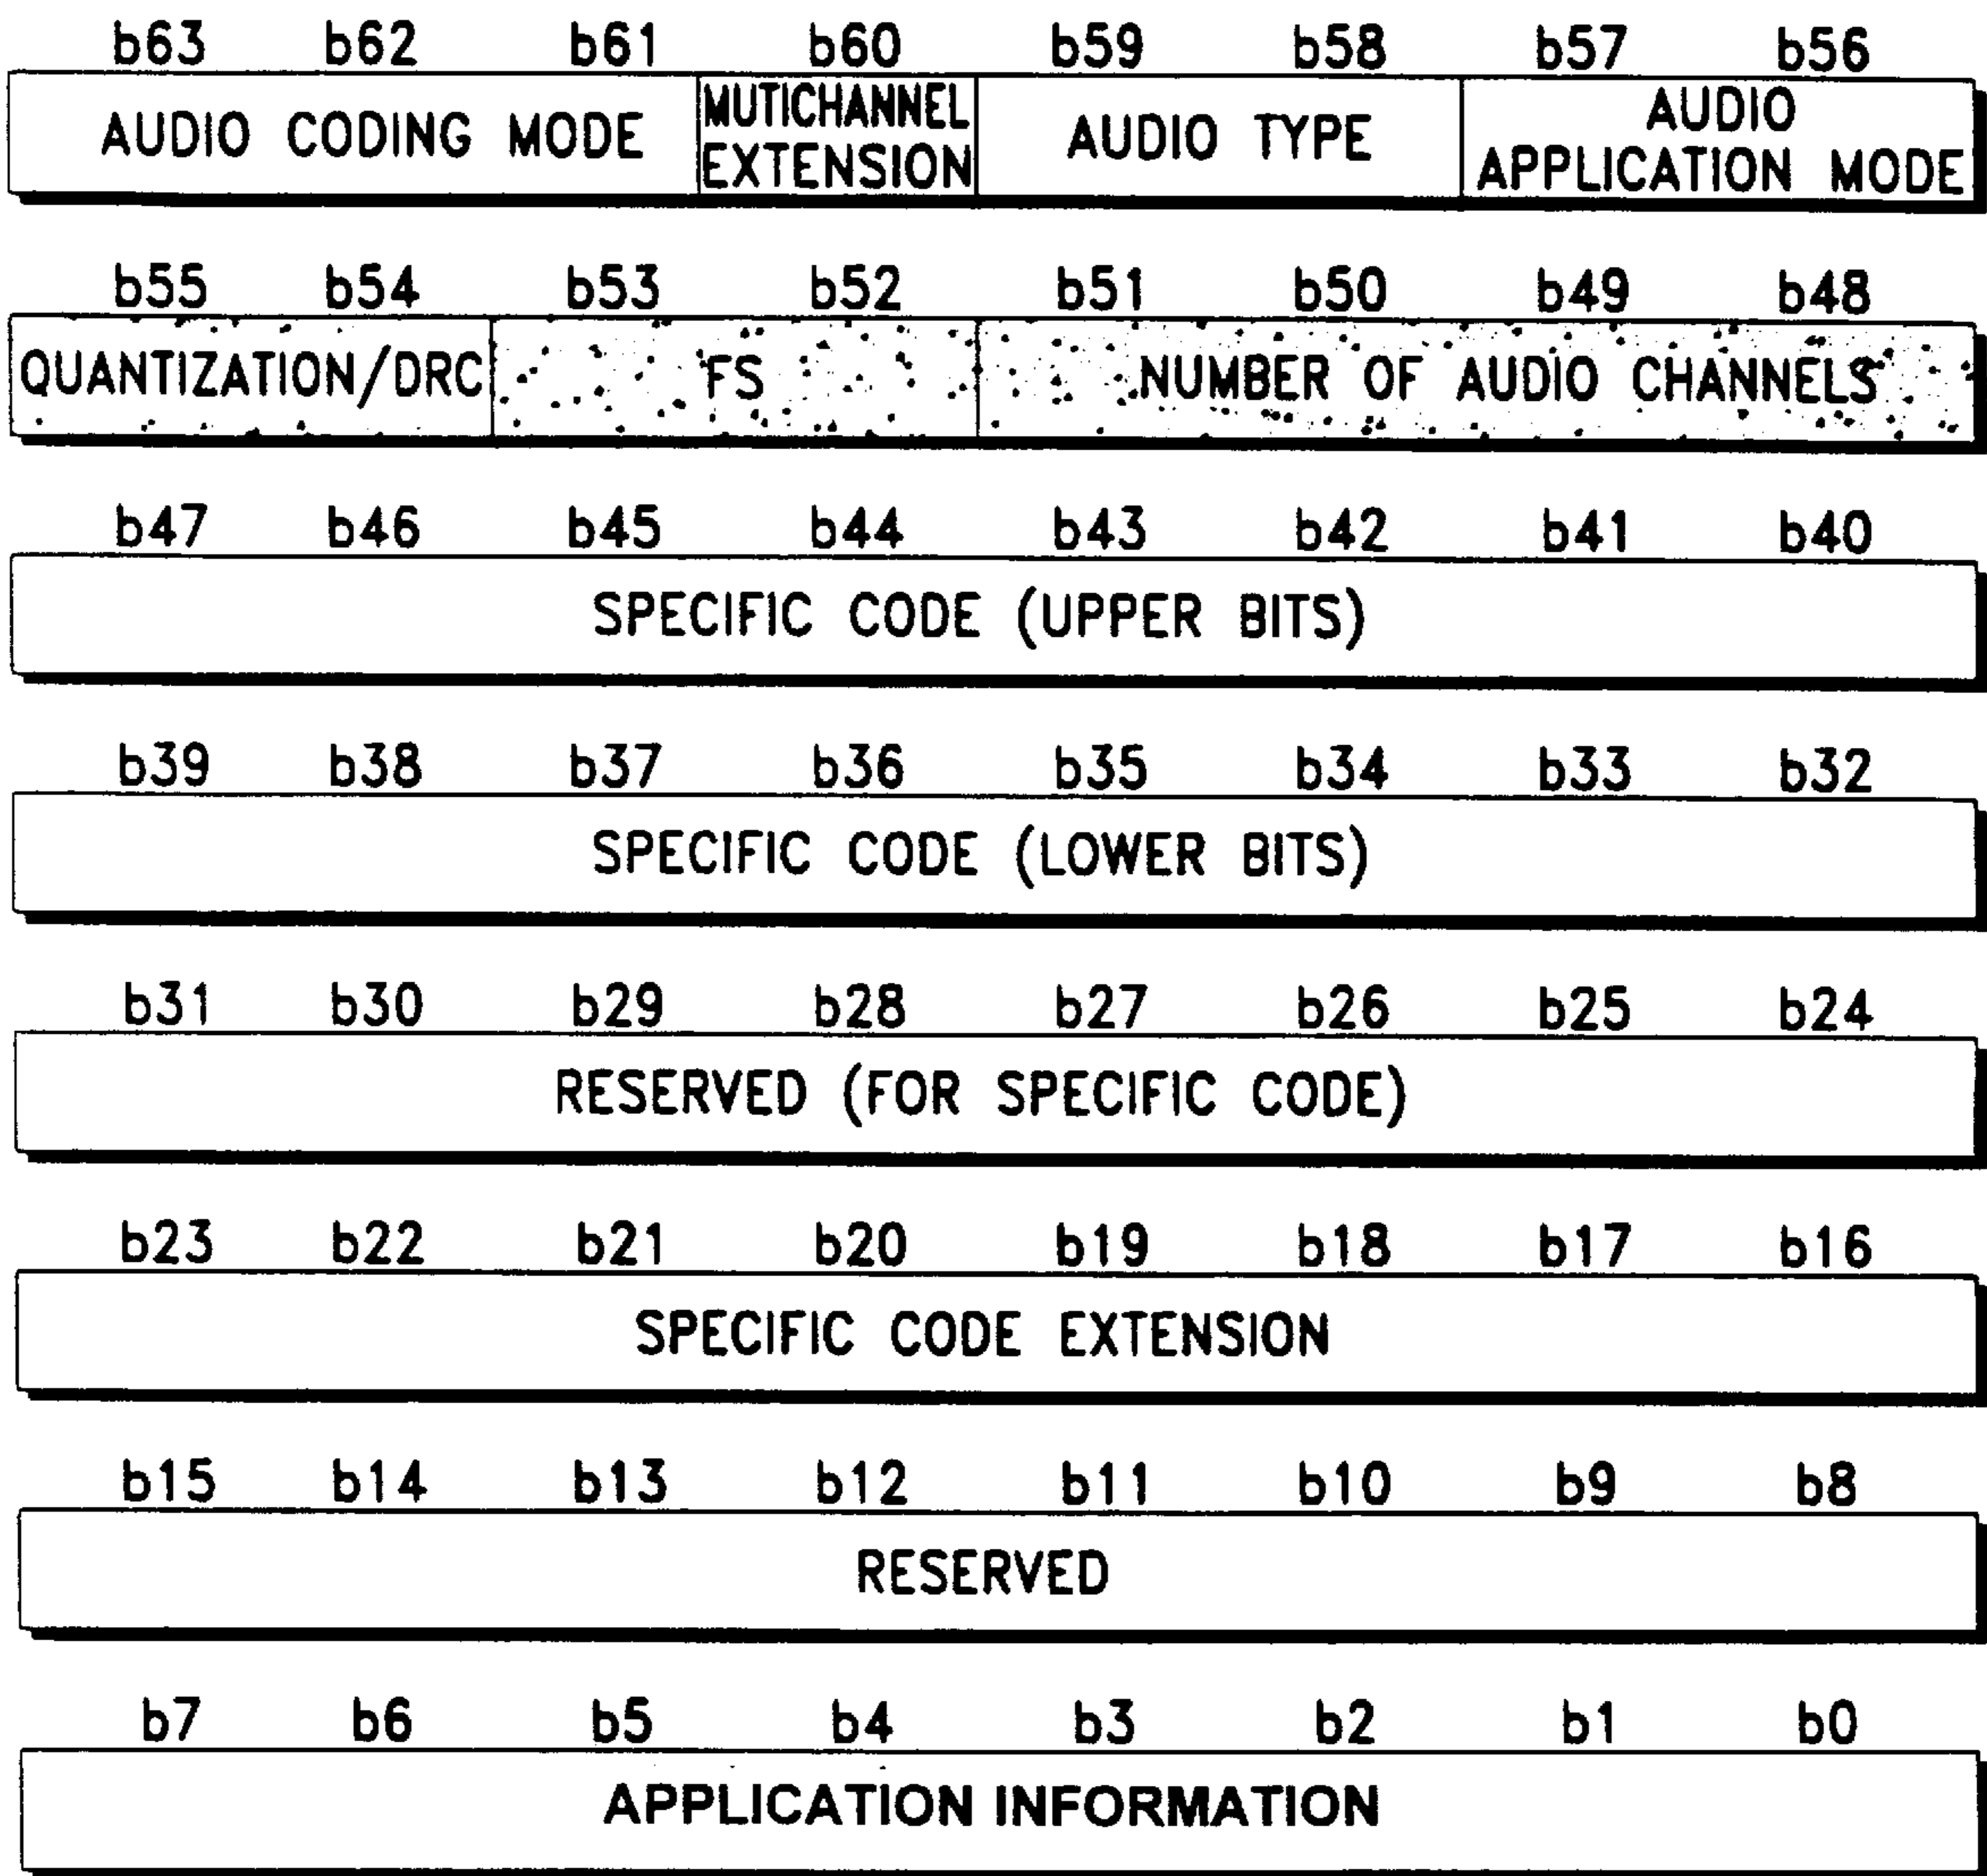 b63 b62 b61 b60 b59 b58 b57 b56
AUDIO CODING MODE
MUTICHANNEL
EXTENSION
AUDIO TYPE
AUDIO
APPLICATION MODE
b55 b54 b53 b52 b51 b50 b49 b48
QUANTIZATION/DRC FS NUMBER OF AUDIO CHANNELS
b47 b46 b45 b44 b43 b42 b41 b40
SPECIFIC CODE (UPPER BITS)
b39 b38 b37 b36 b35 b34 b33 b32
SPECIFIC CODE (LOWER BITS)
b31 b30 b29 b28 b27 b26 b25 b24
RESERVED (FOR SPECIFIC CODE)
b23 b22 b21 b20 b19 b18 b17 b16
SPECIFIC CODE EXTENSION
b15 b14 b13 b12 b11 b10 b9 b8
RESERVED
b7 b6 b5 b4 b3 b2 b1 b0
APPLICATION INFORMATION